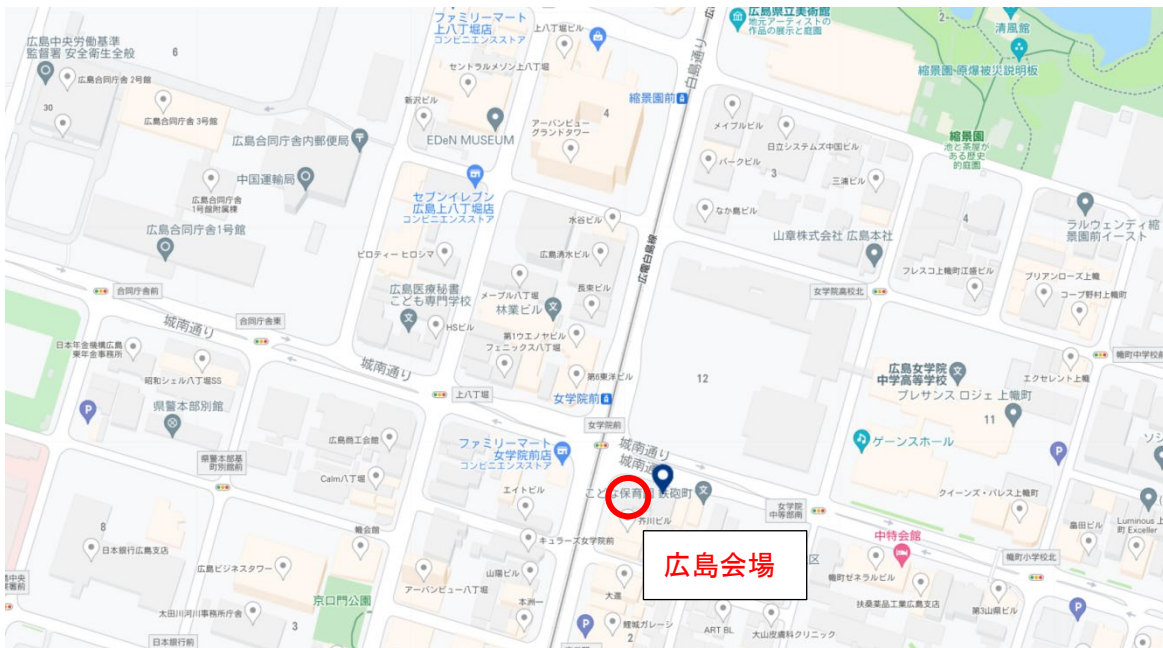 ファミリーマート
上八丁堀店
コンビニエンスストア
上八丁堀ビル
広島県立美術館
地元アーティストの
作品の展示と庭園
清風館
縮景園・原爆被災説明板
広島中央労働基準
監督署 安全衛生全般
6
広島合同庁舎 2号館
30
広島合同庁舎 3号館
セントラルメゾン上八丁堀
新沢ビル
EDeN MUSEUM
アーバンビュー
グランドタワー
4
白島通り
縮景園前
メイプルビル
日立システムズ中国ビル
パークビル
3
三浦ビル
なか島ビル
縮景園
池と茶屋が
ある歴史
的庭園
広島合同庁舎内郵便局
中国運輸局
広島合同庁舎
1号館附属棟
広島合同庁舎1号館
セブンイレブン
広島上八丁堀店
コンビニエンスストア
水谷ビル
広島清水ビル
ピロティー ヒロシマ
広電白島線
山章株式会社 広島本社
4
ラルウェンディ縮
景園前イースト
フレスコ上幟町江盛ビル
ブリアンローズ上幟
コープ野村上幟町
合同庁舎前
広島医療秘書
こども専門学校
メープル八丁堀
長束ビル
林業ビル
HSビル
第1ウエノヤビル
フェニックス八丁堀
女学院高校北
城南通り
合同庁舎東
日本年金機構広島
東年金事務所
昭和シェル八丁堀SS
城南通り
第6東洋ビル
12
幟町中学校前
広島女学院
中学高等学校
エクセレント上幟
プレサンス ロジェ 上幟町
11
P
県警本部別館
上八丁堀
女学院前
女学院前
城南通り
城南通
広島商工会館
ファミリーマート
女学院前店
コンビニエンスストア
ゲーンスホール
P
県警本部基
町別館前
Calm八丁堀
エイトビル
こどな保育園 鉄砲町
クイーンズ・パレス上幟町
女学院
中等部南
芥川ビル
8
日本銀行広島支店
雅会館
キュラーズ女学院前
広島会場
中特会館
島田ビル
Luminous 上
町 Exceller
区
幟町小学校北
広島ビジネスタワー
山陽ビル
幟町ゼネラルビル
京口門公園
アーバンビュー八丁堀
大進
本洲一
扶桑薬品工業広島支店
第3山県ビル
P
太田川河川事務所庁舎
3
P
鯉城ガレージ
2
ART BL
大山皮膚科クリニック
日本銀行前